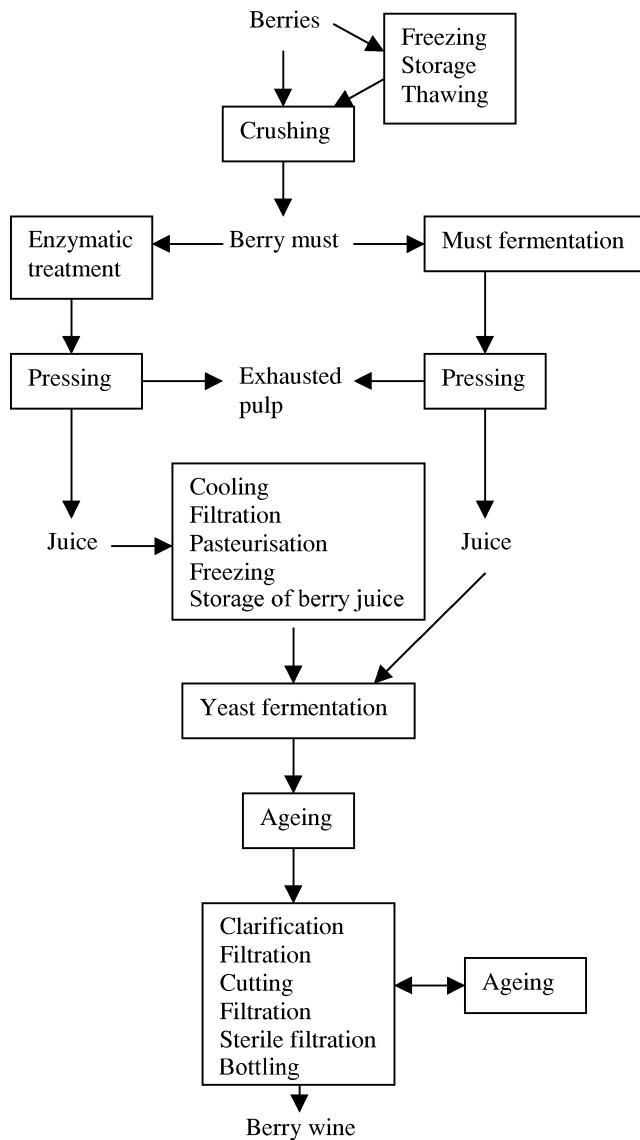 Berries
Freezing
Storage
Thawing
Crushing
Enzymatic
treatment
Berry must
Must fermentation
Pressing
Exhausted
pulp
Pressing
Cooling
Filtration
Pasteurisation
Freezing
Storage of berry juice
Juice
Juice
Yeast fermentation
Ageing
Clarification
Filtration
Cutting
Filtration
Sterile filtration
Bottling
Ageing
Berry wine